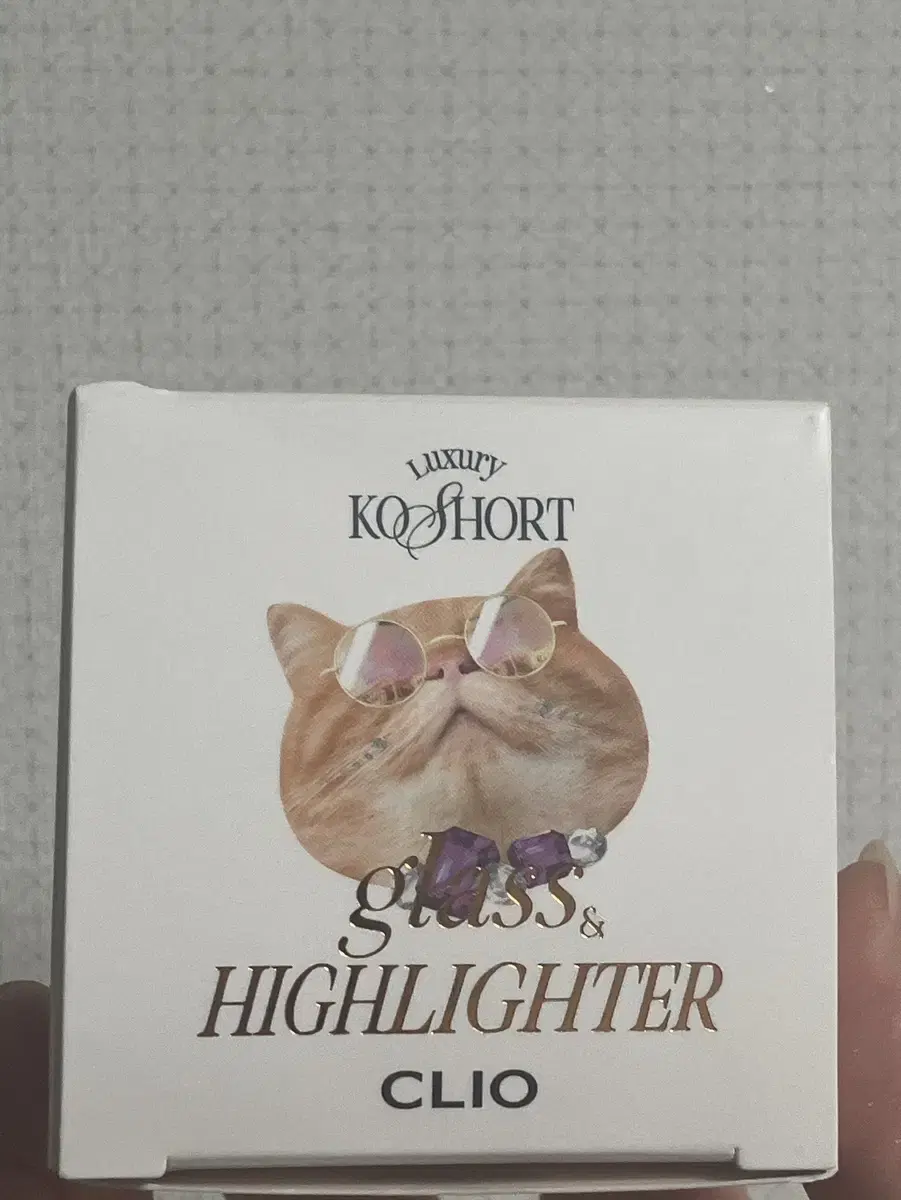 Luxury
KOSHORT
glass &
HIGHLIGHTER
CLIO